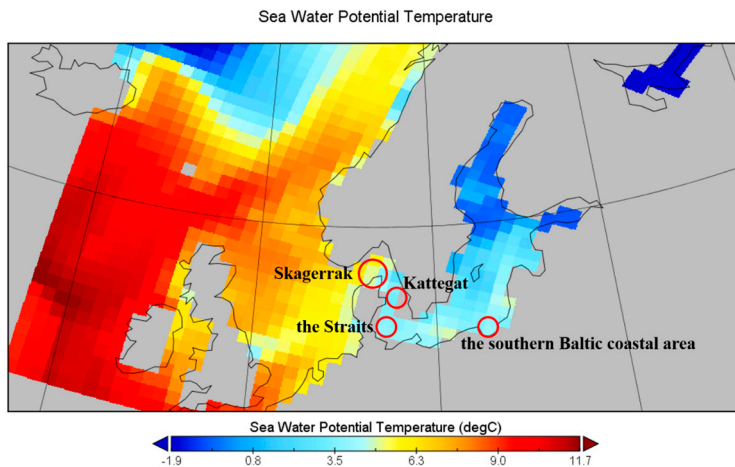 Sea Water Potential Temperature
Skagerrak
Kattegat
the Straits
the southern Baltic coastal area
Sea Water Potential Temperature (degC)
-1.9 0.8 3.5 6.3 9.0 11.7